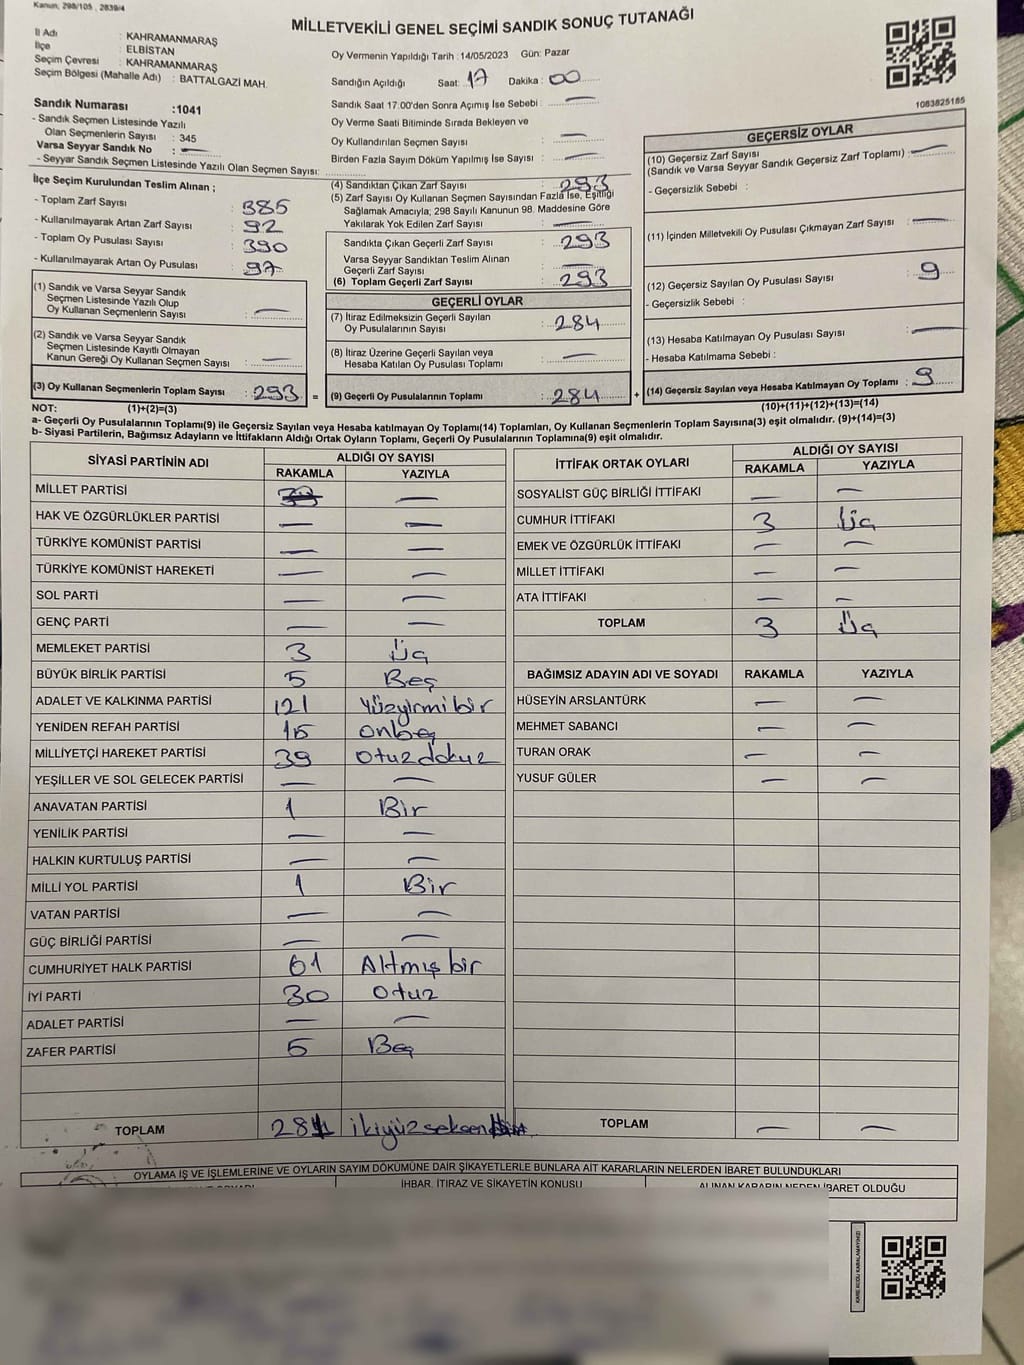 Kanun; 298/105 , 2839/4
MİLLETVEKİLİ GENEL SEÇİMİ SANDIK SONUÇ TUTANAĞI
İl Adı : KAHRAMANMARAŞ
İlçe : ELBİSTAN
Seçim Çevresi : KAHRAMANMARAŞ
Seçim Bölgesi (Mahalle Adı) : BATTALGAZİ MAH.
Sandık Numarası :1041
- Sandık Seçmen Listesinde Yazılı
Olan Seçmenlerin Sayısı : 345
Varsa Seyyar Sandık No : —
- Seyyar Sandık Seçmen Listesinde Yazılı Olan Seçmen Sayısı:
Oy Vermenin Yapıldığı Tarih :14/05/2023 Gün: Pazar
Sandığın Açıldığı Saat: 17 Dakika : 00
Sandık Saat 17:00'den Sonra Açımış İse Sebebi : —
Oy Verme Saati Bitiminde Sırada Bekleyen ve
Oy Kullandırılan Seçmen Sayısı : —
Birden Fazla Sayım Döküm Yapılmış İse Sayısı : —
1083825185
İlçe Seçim Kurulundan Teslim Alınan ;
- Toplam Zarf Sayısı : 385
- Kullanılmayarak Artan Zarf Sayısı : 92
- Toplam Oy Pusulası Sayısı : 390
- Kullanılmayarak Artan Oy Pusulası : 97
(1) Sandık ve Varsa Seyyar Sandık
Seçmen Listesinde Yazılı Olup
Oy Kullanan Seçmenlerin Sayısı : —
(2) Sandık ve Varsa Seyyar Sandık
Seçmen Listesinde Kayıtlı Olmayan
Kanun Gereği Oy Kullanan Seçmen Sayısı : —
(3) Oy Kullanan Seçmenlerin Toplam Sayısı : 293 =
(4) Sandıktan Çıkan Zarf Sayısı : 293
(5) Zarf Sayısı Oy Kullanan Seçmen Sayısından Fazla İse, Eşitliği
Sağlamak Amacıyla; 298 Sayılı Kanunun 98. Maddesine Göre
Yakılarak Yok Edilen Zarf Sayısı : —
Sandıkta Çıkan Geçerli Zarf Sayısı : 293
Varsa Seyyar Sandıktan Teslim Alınan
Geçerli Zarf Sayısı : —
(6) Toplam Geçerli Zarf Sayısı : 293
GEÇERLİ OYLAR
(7) İtiraz Edilmeksizin Geçerli Sayılan
Oy Pusulalarının Sayısı : 284
(8) İtiraz Üzerine Geçerli Sayılan veya
Hesaba Katılan Oy Pusulası Toplamı : —
(9) Geçerli Oy Pusulalarının Toplamı : 284 +
GEÇERSİZ OYLAR
(10) Geçersiz Zarf Sayısı
(Sandık ve Varsa Seyyar Sandık Geçersiz Zarf Toplamı) : —
- Geçersizlik Sebebi :
(11) İçinden Milletvekili Oy Pusulası Çıkmayan Zarf Sayısı : —
(12) Geçersiz Sayılan Oy Pusulası Sayısı : 9
- Geçersizlik Sebebi :
(13) Hesaba Katılmayan Oy Pusulası Sayısı : —
- Hesaba Katılmama Sebebi :
(14) Geçersiz Sayılan veya Hesaba Katılmayan Oy Toplamı : 9
NOT: (1)+(2)=(3) (10)+(11)+(12)+(13)=(14)
a- Geçerli Oy Pusulalarının Toplamı(9) ile Geçersiz Sayılan veya Hesaba Katılmayan Oy Toplamı(14) Toplamları, Oy Kullanan Seçmenlerin Toplam Sayısına(3) eşit olmalıdır. (9)+(14)=(3)
b- Siyasi Partilerin, Bağımsız Adayların ve İttifakların Aldığı Ortak Oyların Toplamı, Geçerli Oy Pusulalarının Toplamına(9) eşit olmalıdır.
SİYASİ PARTİNİN ADI ALDIĞI OY SAYISI
RAKAMLA YAZIYLA
MİLLET PARTİSİ —
HAK VE ÖZGÜRLÜKLER PARTİSİ — —
TÜRKİYE KOMÜNİST PARTİSİ — —
TÜRKİYE KOMÜNİST HAREKETİ — —
SOL PARTİ — —
GENÇ PARTİ — —
MEMLEKET PARTİSİ 3 Üç
BÜYÜK BİRLİK PARTİSİ 5 Beş
ADALET VE KALKINMA PARTİSİ 121 Yüzyirmi bir
YENİDEN REFAH PARTİSİ 15 onbeş
MİLLİYETÇİ HAREKET PARTİSİ 39 otuzdokuz
YEŞİLLER VE SOL GELECEK PARTİSİ — —
ANAVATAN PARTİSİ 1 Bir
YENİLİK PARTİSİ — —
HALKIN KURTULUŞ PARTİSİ — —
MİLLİ YOL PARTİSİ 1 Bir
VATAN PARTİSİ — —
GÜÇ BİRLİĞİ PARTİSİ — —
CUMHURİYET HALK PARTİSİ 61 Altmış bir
İYİ PARTİ 30 otuz
ADALET PARTİSİ — —
ZAFER PARTİSİ 5 Beş
TOPLAM 281 ikiyüzseksen
İTTİFAK ORTAK OYLARI ALDIĞI OY SAYISI
RAKAMLA YAZIYLA
SOSYALİST GÜÇ BİRLİĞİ İTTİFAKI — —
CUMHUR İTTİFAKI 3 Üç
EMEK VE ÖZGÜRLÜK İTTİFAKI — —
MİLLET İTTİFAKI — —
ATA İTTİFAKI — —
TOPLAM 3 Üç
BAĞIMSIZ ADAYIN ADI VE SOYADI RAKAMLA YAZIYLA
HÜSEYİN ARSLANTÜRK — —
MEHMET SABANCI — —
TURAN ORAK — —
YUSUF GÜLER — —
TOPLAM — —
OYLAMA İŞ VE İŞLEMLERİNE VE OYLARIN SAYIM DÖKÜMÜNE DAİR ŞİKAYETLERLE BUNLARA AİT KARARLARIN NELERDEN İBARET BULUNDUKLARI
İHBAR, İTİRAZ VE ŞİKAYETİN KONUSU ALINAN KARARIN NEDEN İBARET OLDUĞU
KAREKODU KARALAMAYINIZ!